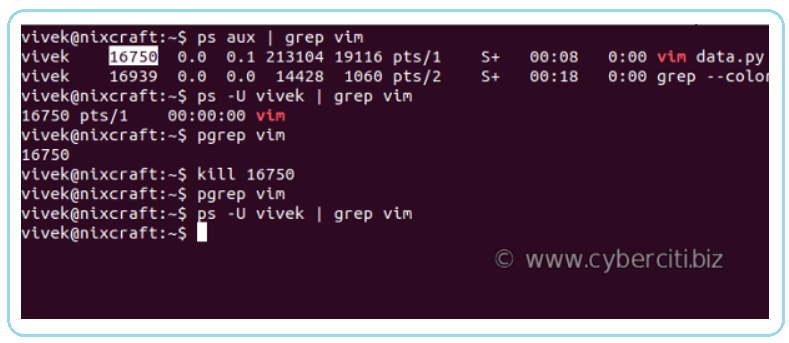 vivek@nixcraft:~$ ps aux | grep vim
vivek    16750  0.0  0.1 213104 19116 pts/1    S+   00:08   0:00 vim data.py
vivek    16939  0.0  0.0  14428  1060 pts/2    S+   00:18   0:00 grep --color
vivek@nixcraft:~$ ps -U vivek | grep vim
16750 pts/1    00:00:00 vim
vivek@nixcraft:~$ pgrep vim
16750
vivek@nixcraft:~$ kill 16750
vivek@nixcraft:~$ pgrep vim
vivek@nixcraft:~$ ps -U vivek | grep vim
vivek@nixcraft:~$
© www.cyberciti.biz